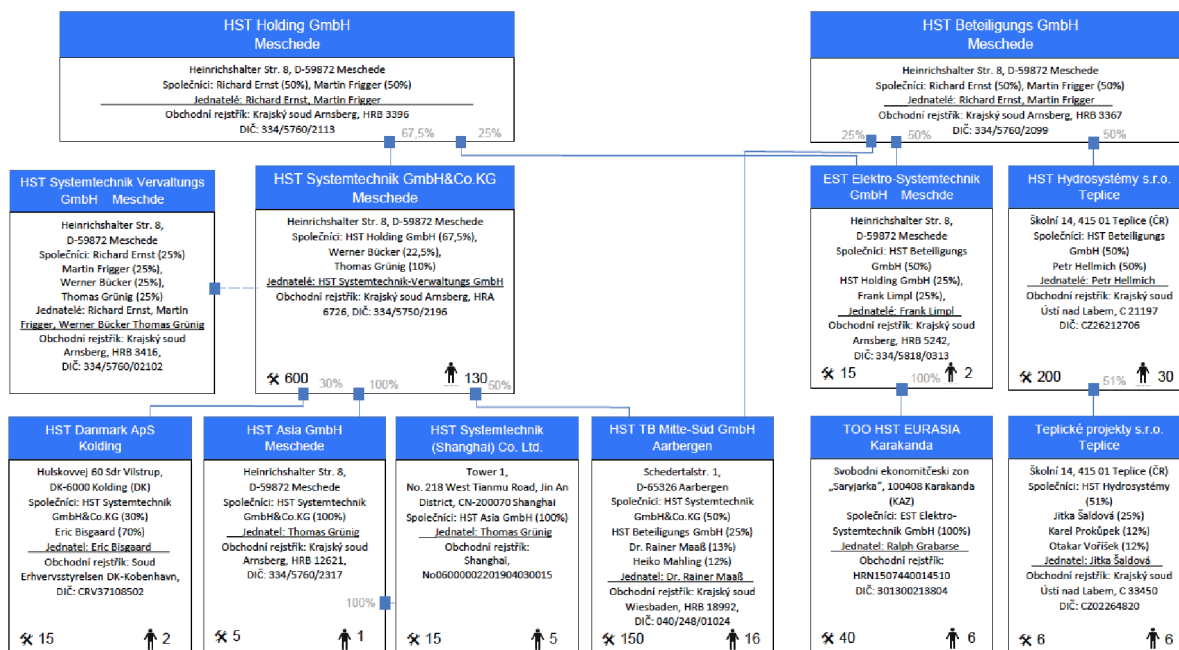 HST Holding GmbH
Meschede
Heinrichshalter Str. 8, D-59872 Meschede
Společníci: Richard Ernst (50%), Martin Frigger (50%)
Jednatelé: Richard Ernst, Martin Frigger
Obchodní rejstřík: Krajský soud Arnsberg, HRB 3396
DIČ: 334/5760/2113
67,5%
25%
HST Beteiligungs GmbH
Meschede
Heinrichshalter Str. 8, D-59872 Meschede
Společníci: Richard Ernst (50%), Martin Frigger (50%)
Jednatelé: Richard Ernst, Martin Frigger
Obchodní rejstřík: Krajský soud Arnsberg, HRB 3367
DIČ: 334/5760/2099
25%
50%
50%
HST Systemtechnik Vervaltungs
GmbH Meschde
Heinrichshalter Str. 8,
D-59872 Meschede
Společníci: Richard Ernst (25%)
Martin Frigger (25%),
Werner Bücker (25%),
Thomas Grünig (25%)
Jednatelé: Richard Ernst, Martin
Frigger, Werner Bücker Thomas Grünig
Obchodní rejstřík: Krajský soud
Arnsberg, HRB 3416,
DIČ: 334/5760/02102
HST Systemtechnik GmbH&Co.KG
Meschede
Heinrichshalter Str. 8, D-59872 Meschede
Společníci: HST Holding GmbH (67,5%),
Werner Bücker (22,5%),
Thomas Grünig (10%)
Jednatelé: HST Systemtechnik-Verwaltungs GmbH
Obchodní rejstřík: Krajský soud Arnsberg, HRA
6726, DIČ: 334/5750/2196
600
130
30%
100%
50%
EST Elektro-Systemtechnik
GmbH Meschede
Heinrichshalter Str. 8,
D-59872 Meschede
Společníci: HST Beteiligungs
GmbH (50%)
HST Holding GmbH (25%),
Frank Limpl (25%),
Jednatelé: Frank Limpl
Obchodní rejstřík: Krajský soud
Arnsberg, HRB 5242,
DIČ: 334/5818/0313
15
2
100%
HST Hydrosystémy s.r.o.
Teplice
Školní 14, 415 01 Teplice (ČR)
Společníci: HST Beteiligungs
GmbH (50%)
Petr Hellmich (50%)
Jednatelé: Petr Hellmich
Obchodní rejstřík: Krajský soud
Ústí nad Labem, C 21197
DIČ: CZ26212706
200
30
51%
HST Danmark ApS
Kolding
Hulskovvej 60 Sdr Vilstrup,
DK-6000 Kolding (DK)
Společníci: HST Systemtechnik
GmbH&Co.KG (30%)
Eric Bisgaard (70%)
Jednatel: Eric Bisgaard
Obchodní rejstřík: Soud
Erhvervsstyrelsen DK-Kobenhavn,
DIČ: CRV37108502
15
2
HST Asia GmbH
Meschede
Heinrichshalter Str. 8,
D-59872 Meschede
Společníci: HST Systemtechnik
GmbH&Co.KG (100%)
Jednatel: Thomas Grünig
Obchodní rejstřík: Krajský soud
Arnsberg, HRB 12621,
DIČ: 334/5760/2317
100%
5
1
HST Systemtechnik
(Shanghai) Co. Ltd.
Tower 1,
No. 218 West Tianmu Road, Jin An
District, CN-200070 Shanghai
Společníci: HST Asia GmbH (100%)
Jednatel: Thomas Grünig
Obchodní rejstřík:
Shanghai,
No06000002201904030015
15
5
HST TB Mitte-Süd GmbH
Aarbergen
Schedertalstr. 1,
D-65326 Aarbergen
Společníci: HST Systemtechnik
GmbH&Co.KG (50%)
HST Beteiligungs GmbH (25%)
Dr. Rainer Maaß (13%)
Heiko Mahling (12%)
Jednatel: Dr. Rainer Maaß
Obchodní rejstřík: Krajský soud
Wiesbaden, HRB 18992,
DIČ: 040/248/01024
150
16
TOO HST EURASIA
Karakanda
Svobodni ekonomitčeski zon
„Saryjarka", 100408 Karakanda
(KAZ)
Společníci: EST Elektro-
Systemtechnik GmbH (100%)
Jednatel: Ralph Grabarse
Obchodní rejstřík:
HRN1507440014510
DIČ: 301300213804
40
6
Teplické projekty s.r.o.
Teplice
Školní 14, 415 01 Teplice (ČR)
Společníci: HST Hydrosystémy
(51%)
Jitka Šaldová (25%)
Karel Prokůpek (12%)
Otakar Voříšek (12%)
Jednatel: Jitka Šaldová
Obchodní rejstřík: Krajský soud
Ústí nad Labem, C 33450
DIČ: CZ02264820
6
6